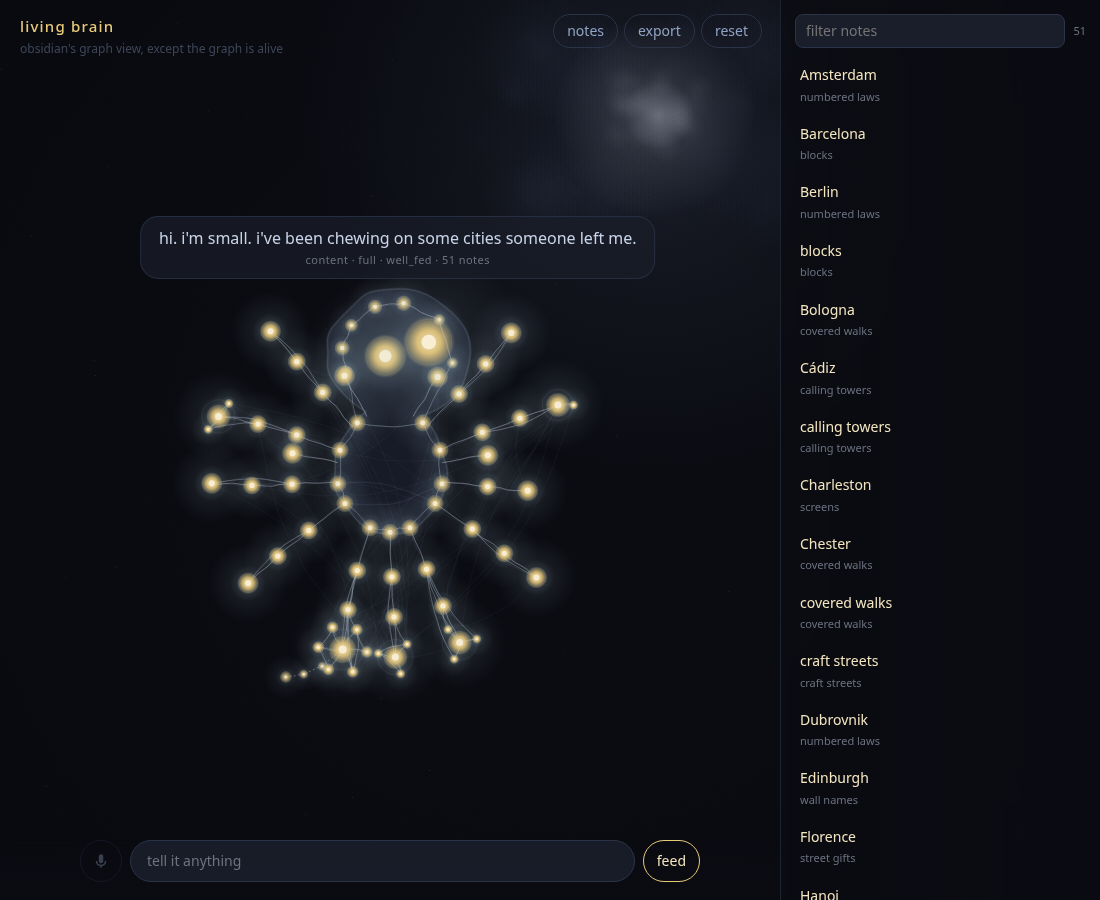 living brain
obsidian's graph view, except the graph is alive
notes
export
reset
hi. i'm small. i've been chewing on some cities someone left me.
content · full · well_fed · 51 notes
tell it anything
feed
filter notes
51
Amsterdam
numbered laws
Barcelona
blocks
Berlin
numbered laws
blocks
blocks
Bologna
covered walks
Cádiz
calling towers
calling towers
calling towers
Charleston
screens
Chester
covered walks
covered walks
covered walks
craft streets
craft streets
Dubrovnik
numbered laws
Edinburgh
wall names
Florence
street gifts
Hanoi